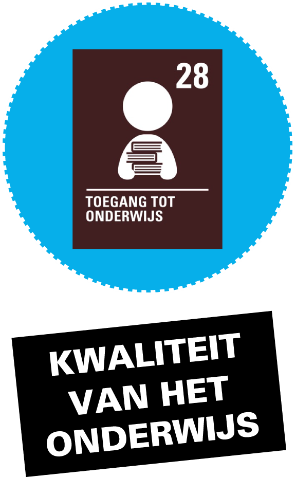 28
TOEGANG TOT
ONDERWIJS
KWALITEIT
VAN HET
ONDERWIJS